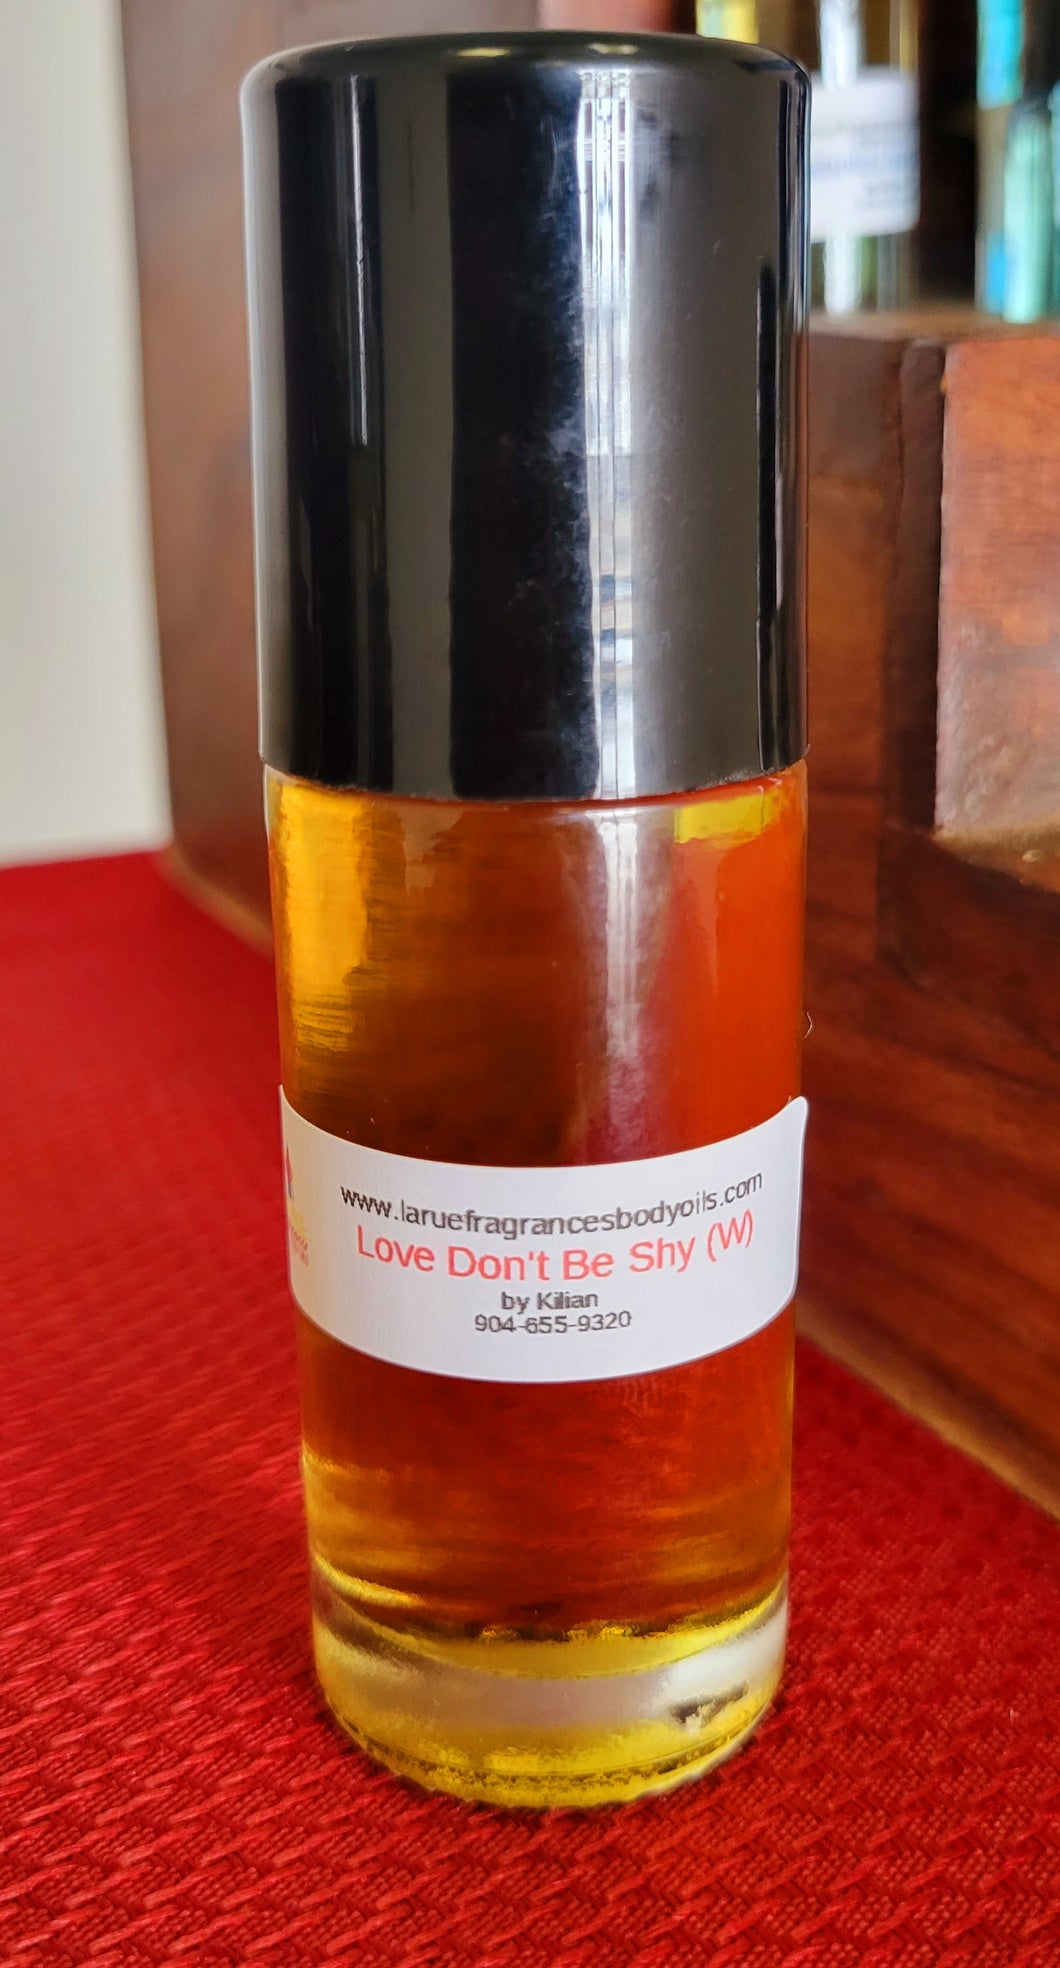 www.laruefragrancesbodyoils.com
Love Don't Be Shy (W)
by Kilian
904-655-9320